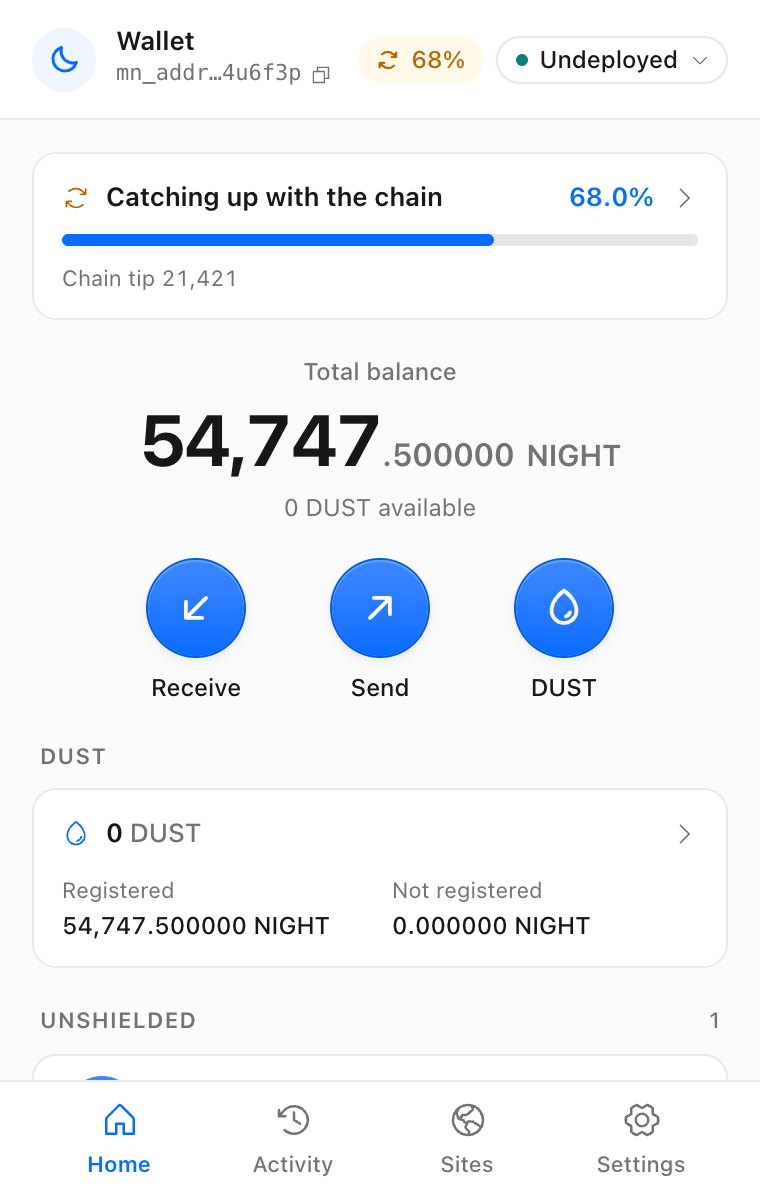 Wallet
mn_addr…4u6f3p
68%
Undeployed
Catching up with the chain
68.0%
Chain tip 21,421
Total balance
54,747.500000 NIGHT
0 DUST available
Receive
Send
DUST
DUST
0 DUST
Registered
Not registered
54,747.500000 NIGHT
0.000000 NIGHT
UNSHIELDED
1
Home
Activity
Sites
Settings